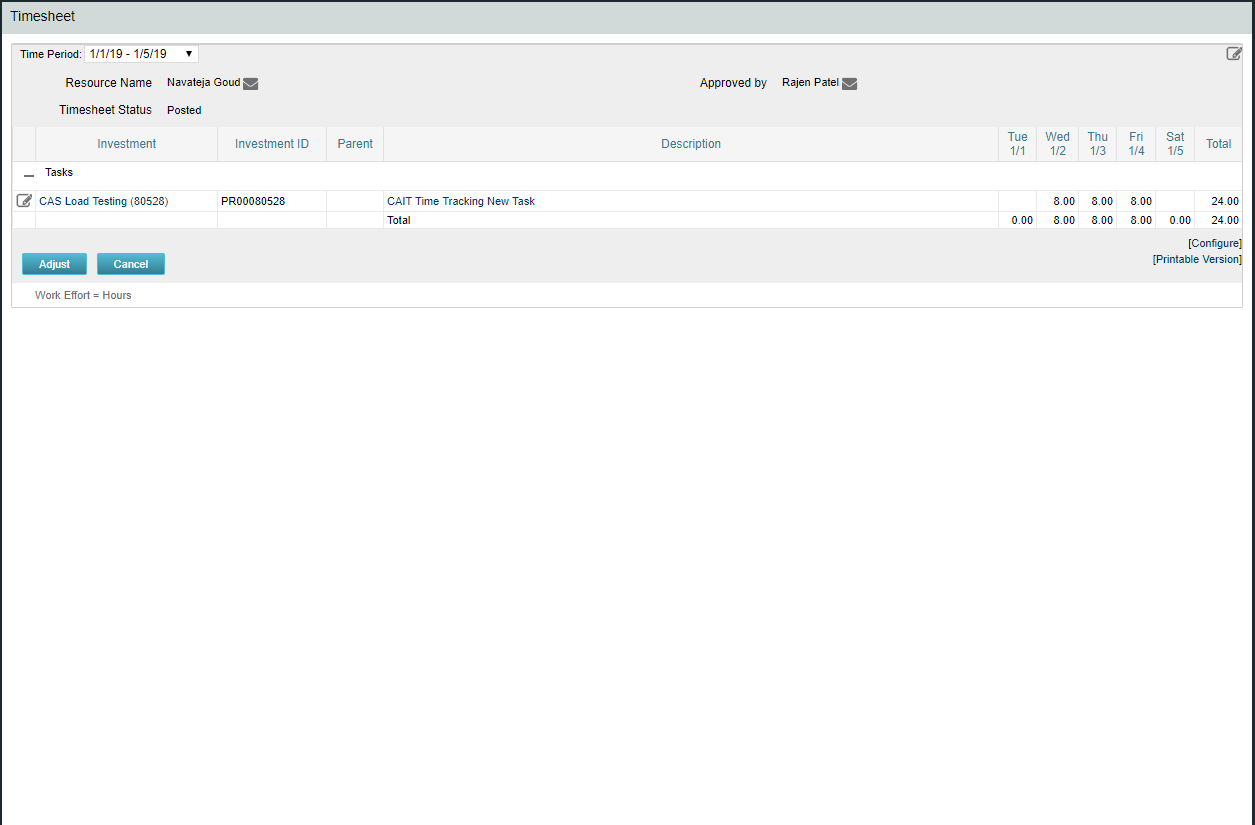 Timesheet
Time Period: 1/1/19 - 1/5/19
Resource Name Navateja Goud Approved by Rajen Patel
Timesheet Status Posted
Investment Investment ID Parent Description Tue 1/1 Wed 1/2 Thu 1/3 Fri 1/4 Sat 1/5 Total
Tasks
CAS Load Testing (80528) PR00080528 CAIT Time Tracking New Task 8.00 8.00 8.00 24.00
Total 0.00 8.00 8.00 8.00 0.00 24.00
[Configure]
Adjust Cancel [Printable Version]
Work Effort = Hours